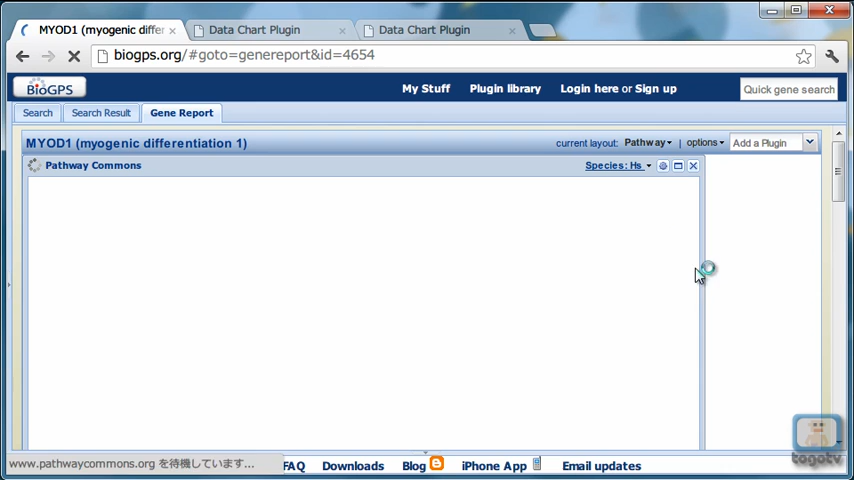 MYOD1 (myogenic differen
Data Chart Plugin
Data Chart Plugin
biogps.org/#goto=genereport&id=4654
BioGPS
My Stuff
Plugin library
Login here or Sign up
Quick gene search
Search
Search Result
Gene Report
MYOD1 (myogenic differentiation 1)
current layout: Pathway
options
Add a Plugin
Pathway Commons
Species: Hs
www.pathwaycommons.org を待機しています...
FAQ
Downloads
Blog
iPhone App
Email updates
togotv